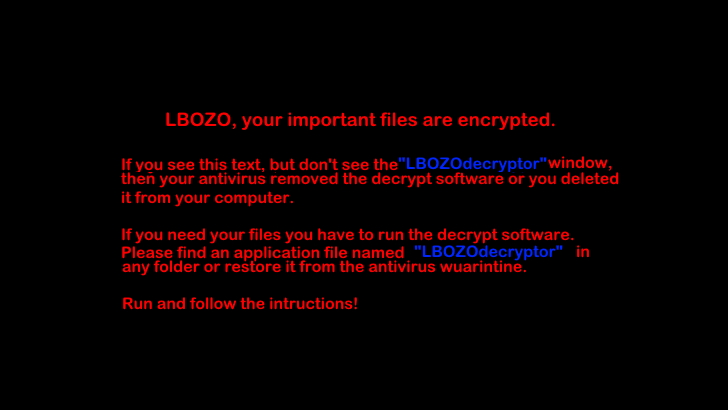 LBOZO, your important files are encrypted.
If you see this text, but don't see the "LBOZOdecryptor" window,
then your antivirus removed the decrypt software or you deleted
it from your computer.
If you need your files you have to run the decrypt software.
Please find an application file named "LBOZOdecryptor" in
any folder or restore it from the antivirus wuarintine.
Run and follow the intructions!